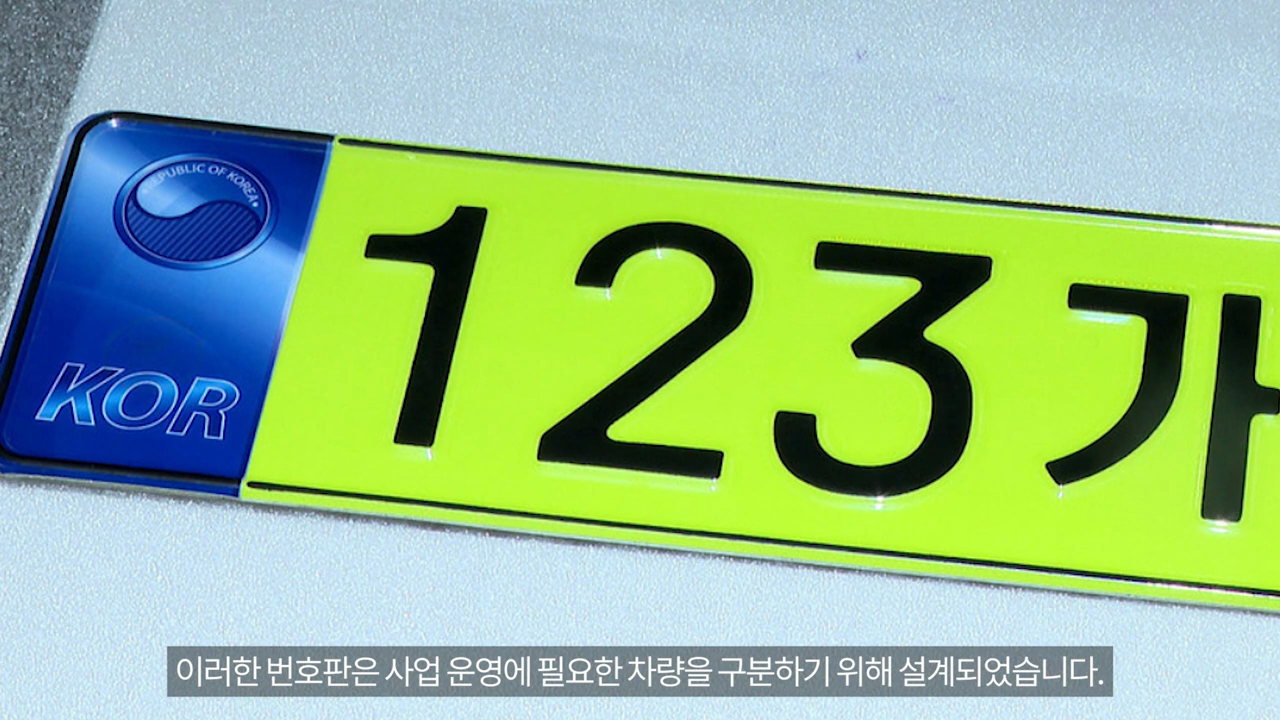 REPUBLIC OF KOREA
KOR
123가
이러한 번호판은 사업 운영에 필요한 차량을 구분하기 위해 설계되었습니다.